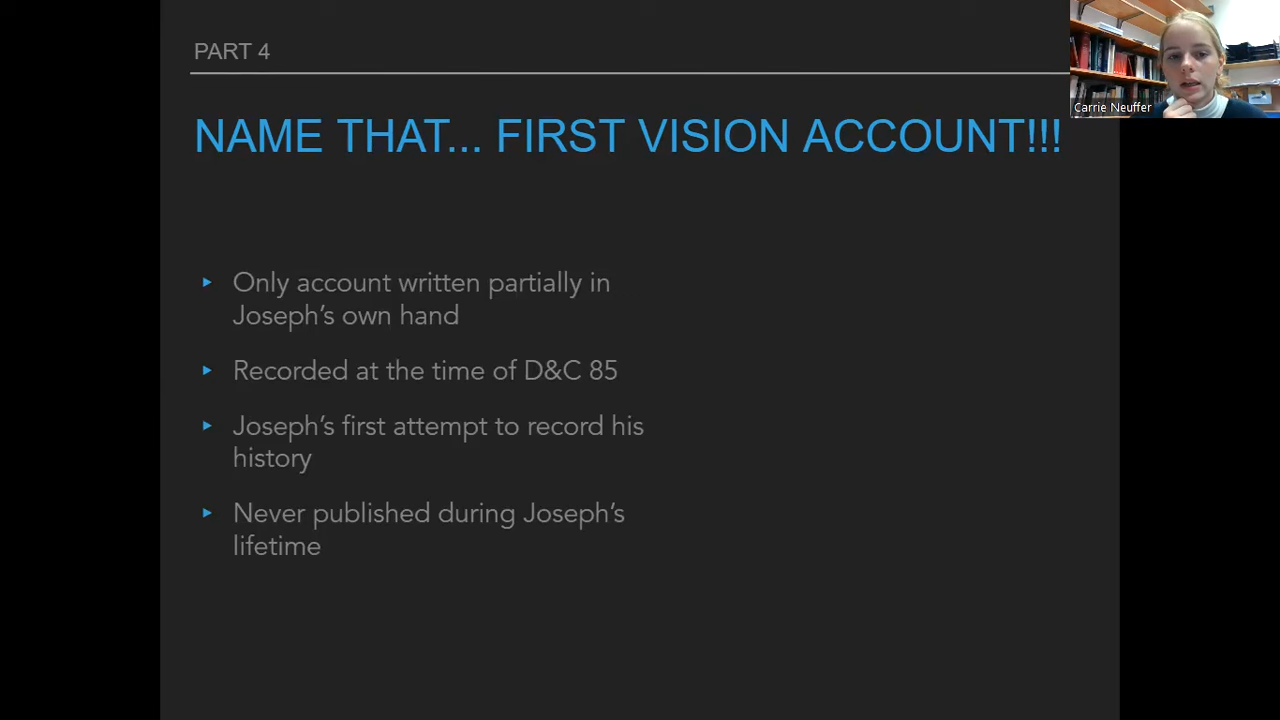 PART 4
NAME THAT... FIRST VISION ACCOUNT!!!
Carrie Neuffer
Only account written partially in
Joseph's own hand
Recorded at the time of D&C 85
Joseph's first attempt to record his
history
Never published during Joseph's
lifetime